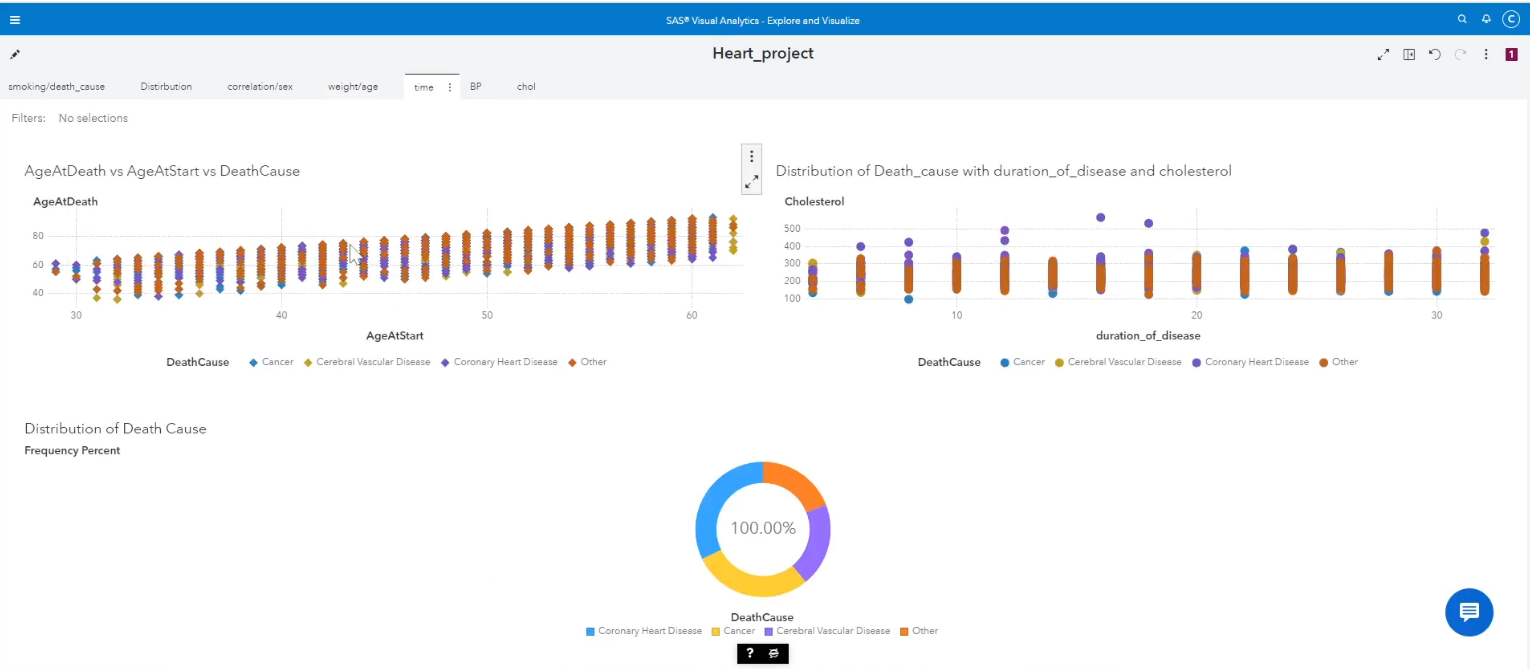 SAS® Visual Analytics - Explore and Visualize
C
Heart_project
1
smoking/death_cause Distirbution correlation/sex weight/age time BP chol
Filters: No selections
AgeAtDeath vs AgeAtStart vs DeathCause
AgeAtDeath
80
60
40
30 40 50 60
AgeAtStart
DeathCause Cancer Cerebral Vascular Disease Coronary Heart Disease Other
Distribution of Death_cause with duration_of_disease and cholesterol
Cholesterol
500
400
300
200
100
10 20 30
duration_of_disease
DeathCause Cancer Cerebral Vascular Disease Coronary Heart Disease Other
Distribution of Death Cause
Frequency Percent
100.00%
DeathCause
Coronary Heart Disease Cancer Cerebral Vascular Disease Other
?